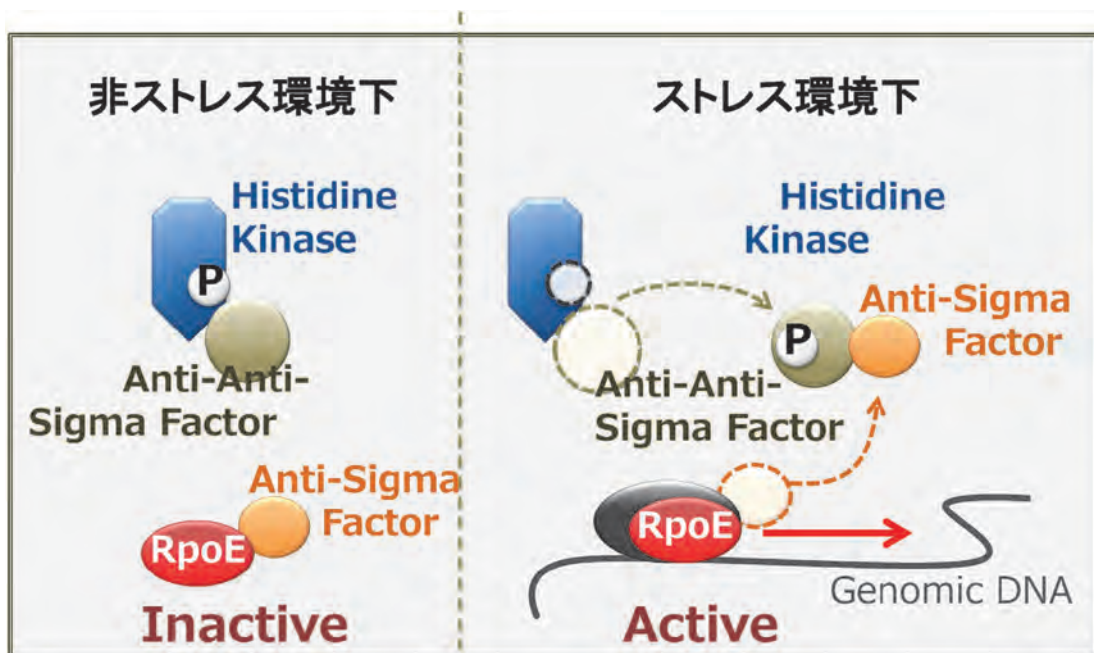 非ストレス環境下
Histidine
Kinase
P
Anti-Anti-
Sigma Factor
Anti-Sigma
Factor
RpoE
Inactive
ストレス環境下
Histidine
Kinase
Anti-Sigma
Factor
P
Anti-Anti-
Sigma Factor
RpoE
Genomic DNA
Active